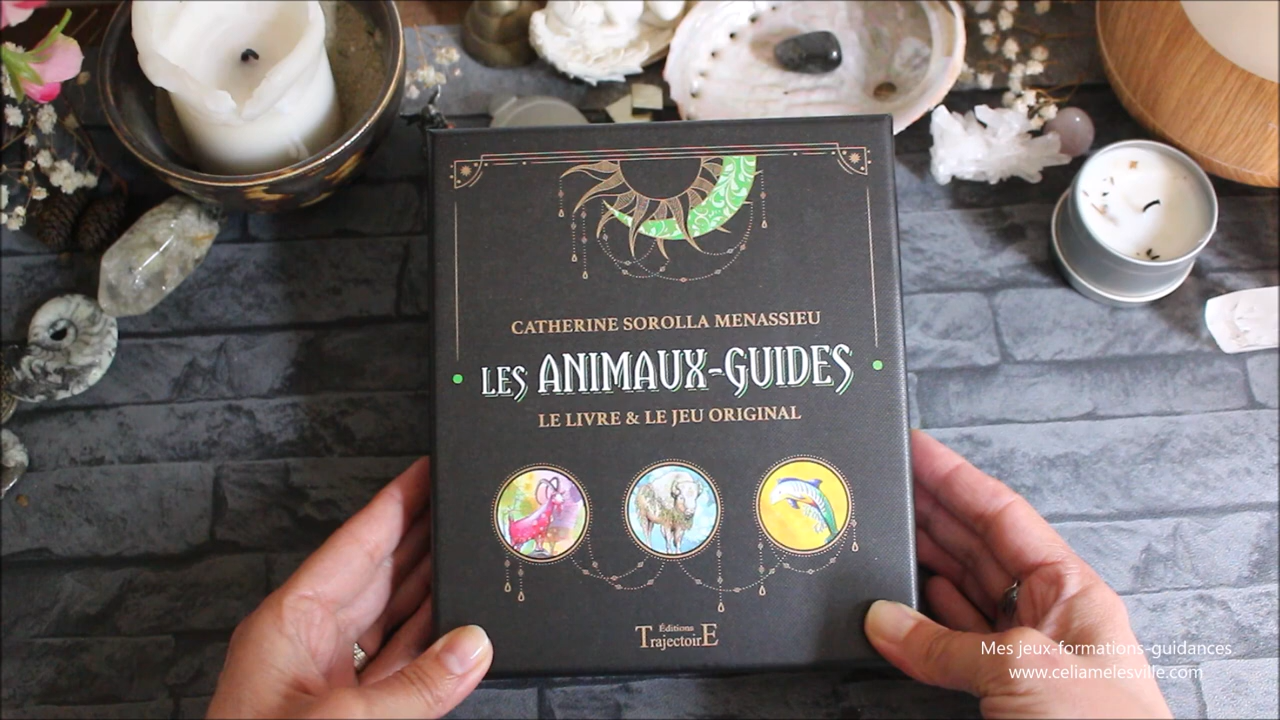 CATHERINE SOROLLA MENASSIEU
LES ANIMAUX-GUIDES
LE LIVRE & LE JEU ORIGINAL
Éditions
TrajectoirE
Mes jeux-formations-guidances
www.celiamelesville.com